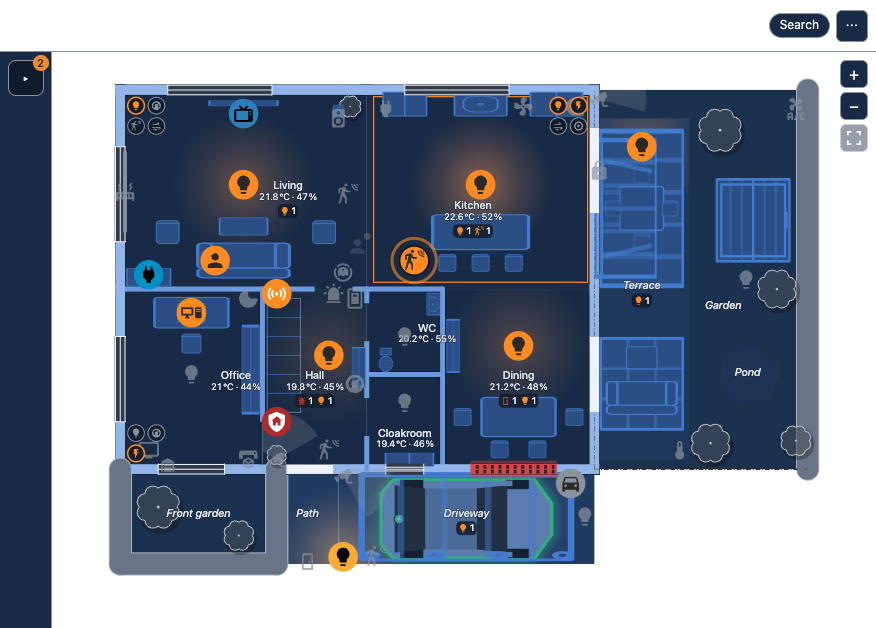 Search
...
2
+
−
Living
21.8°C · 47%
1
Kitchen
22.6°C · 52%
1 1
A/C
Terrace
1
Garden
WC
20.2°C · 55%
Office
21°C · 44%
Hall
19.8°C · 45%
1 1
Dining
21.2°C · 48%
1 1
Pond
Cloakroom
19.4°C · 46%
Front garden
Path
Driveway
1